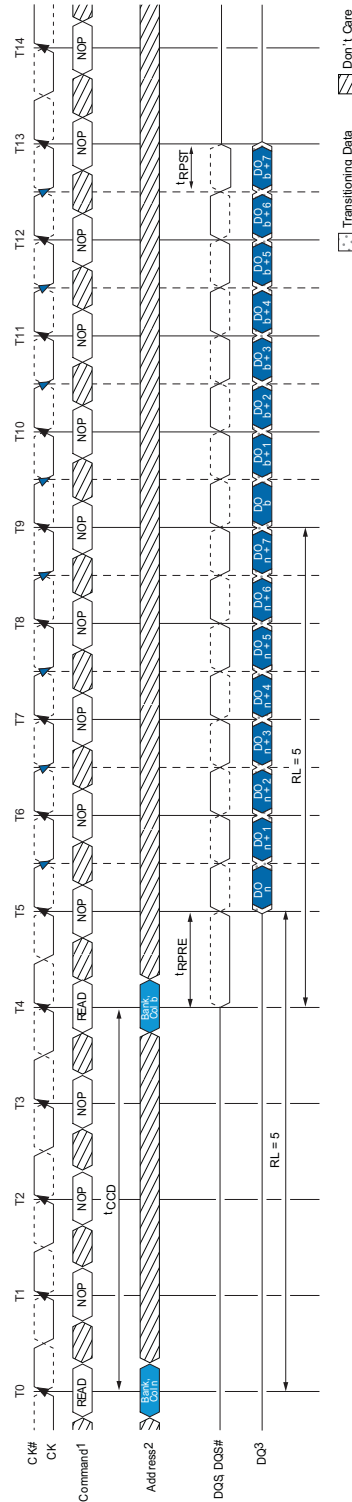 T0 T1 T2 T3 T4 T5 T6 T7 T8 T9 T10 T11 T12 T13 T14
CK#
CK
Command1 READ NOP NOP NOP READ NOP NOP NOP NOP NOP NOP NOP NOP NOP NOP
tCCD
Address2 Bank, Col n Bank, Col b
tRPRE tRPST
DQS, DQS#
DQ3 DO n DO n + 1 DO n + 2 DO n + 3 DO n + 4 DO n + 5 DO n + 6 DO n + 7 DO b DO b + 1 DO b + 2 DO b + 3 DO b + 4 DO b + 5 DO b + 6 DO b + 7
RL = 5
RL = 5
Transitioning Data Don't Care